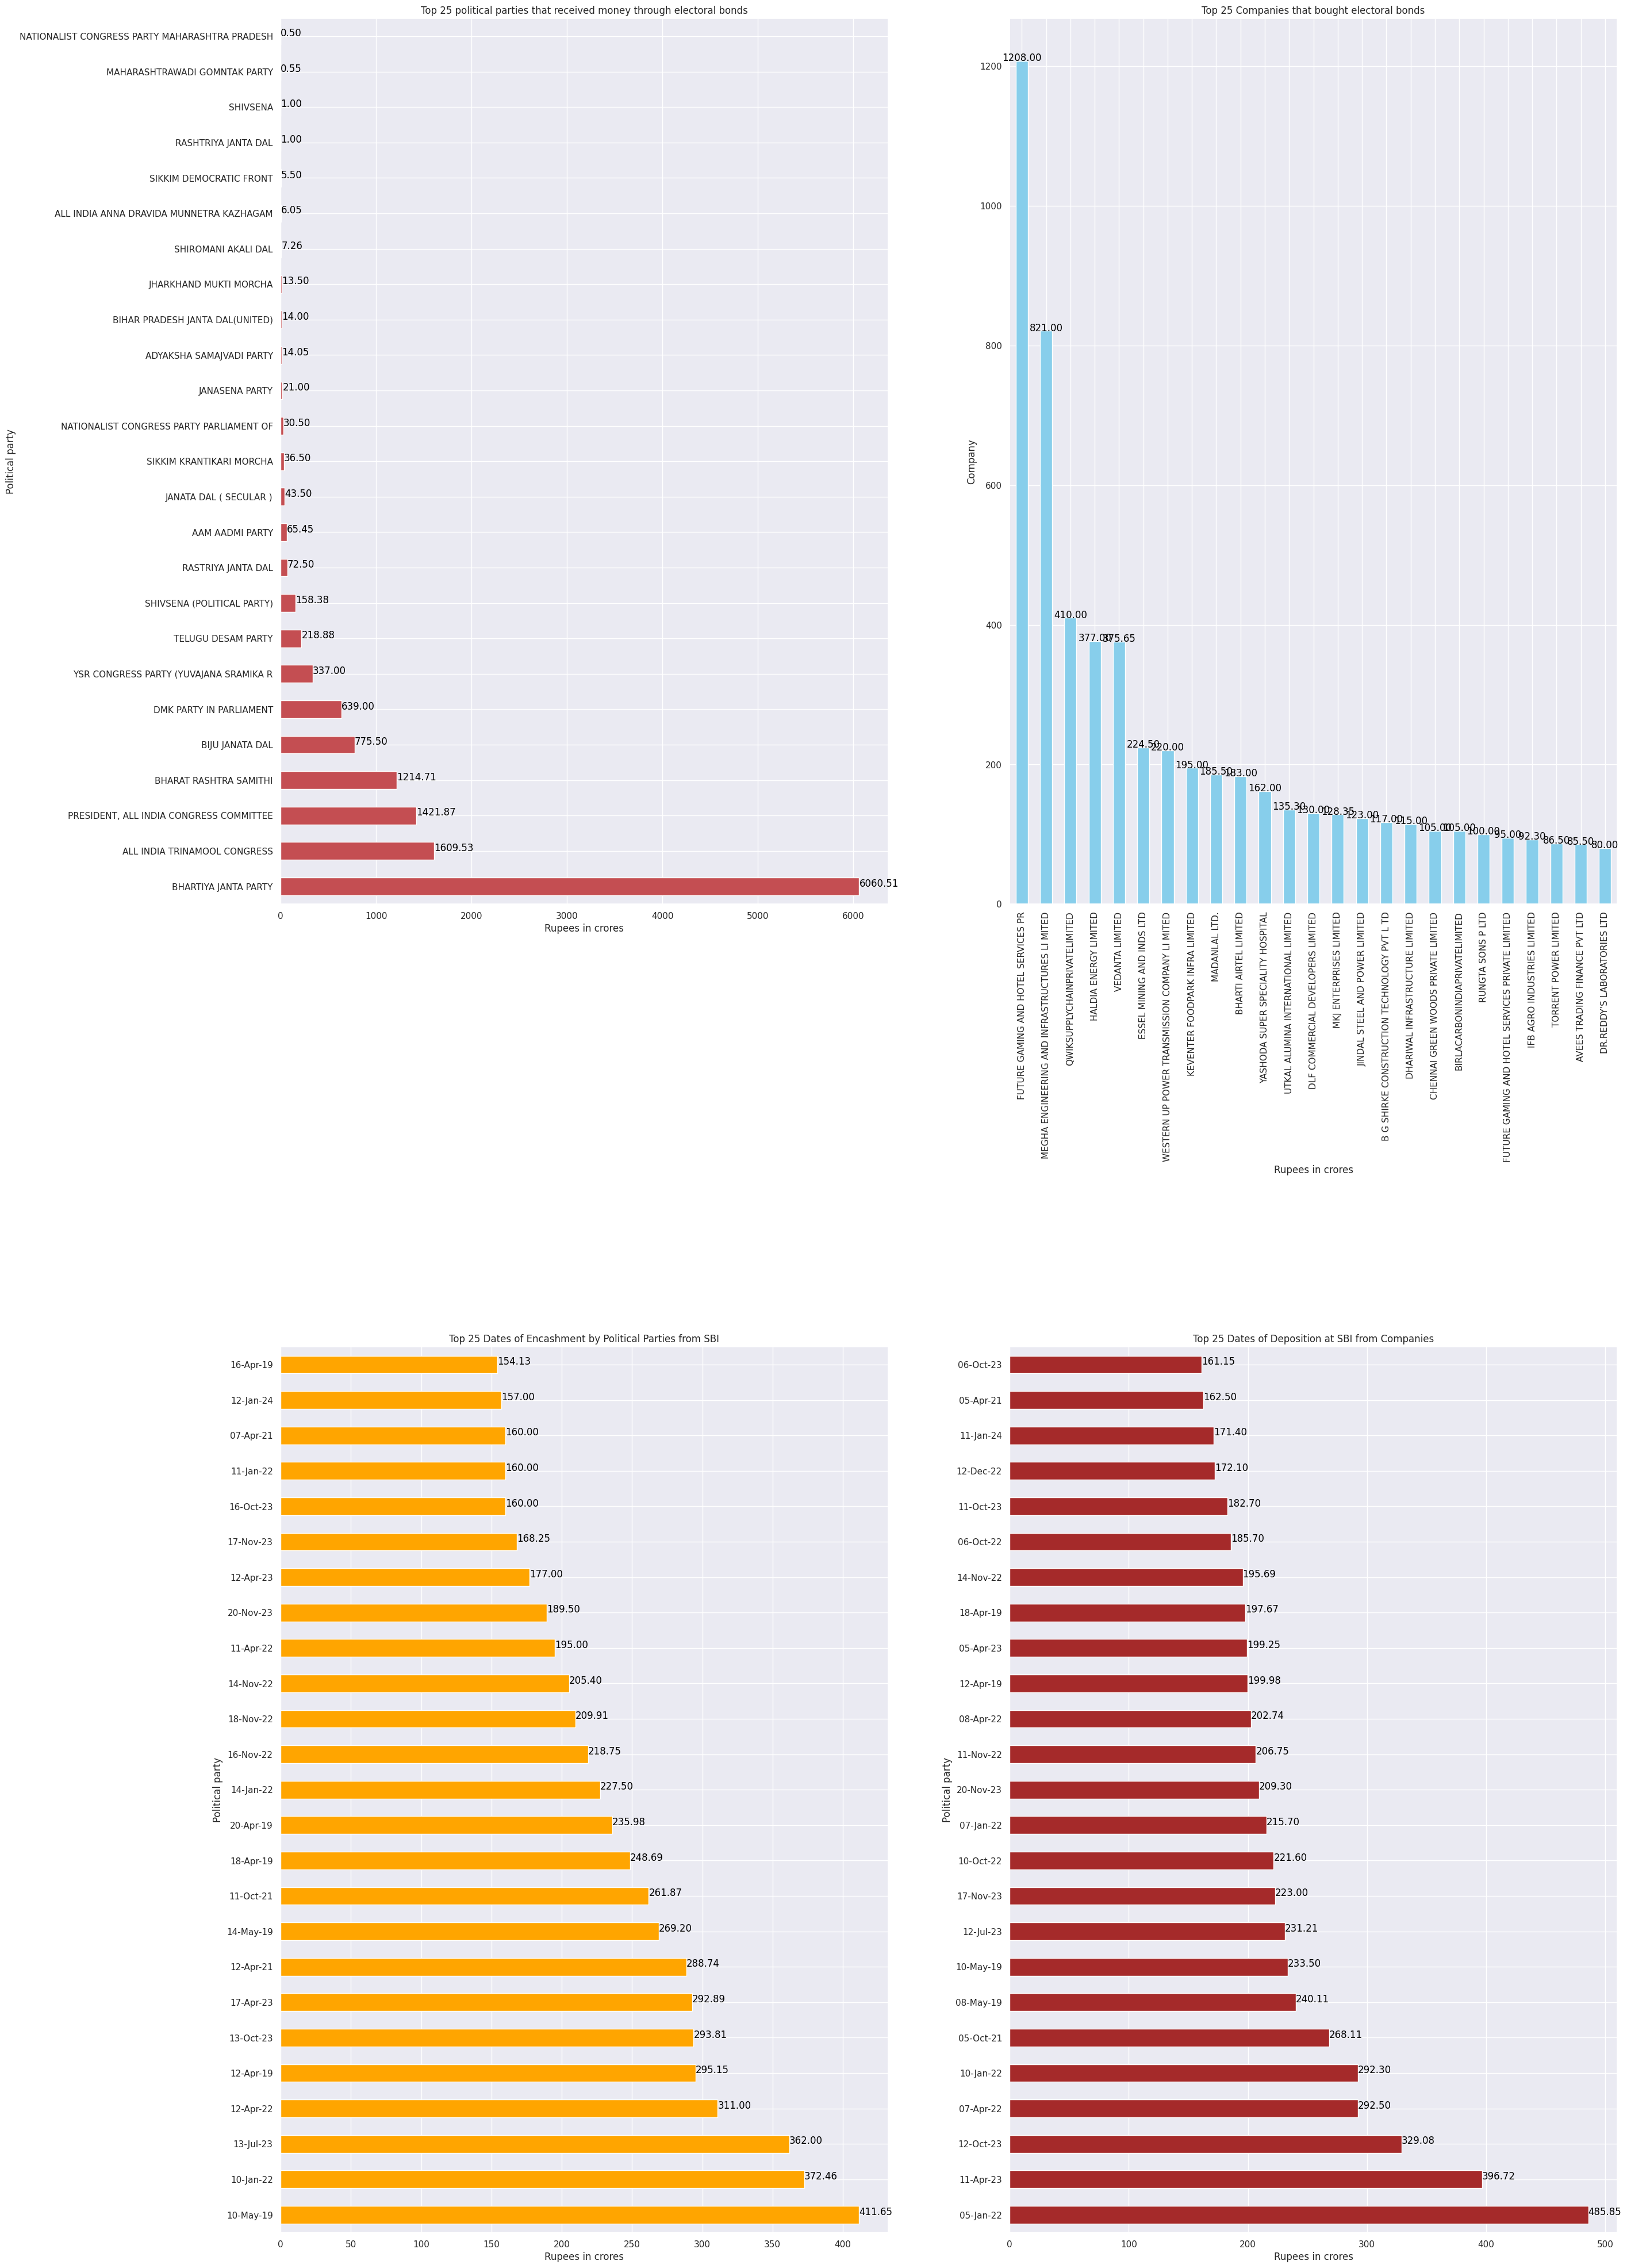 Top 25 political parties that received money through electoral bonds
Political party
NATIONALIST CONGRESS PARTY MAHARASHTRA PRADESH 0.50
MAHARASHTRAWADI GOMNTAK PARTY 0.55
SHIVSENA 1.00
RASHTRIYA JANTA DAL 1.00
SIKKIM DEMOCRATIC FRONT 5.50
ALL INDIA ANNA DRAVIDA MUNNETRA KAZHAGAM 6.05
SHIROMANI AKALI DAL 7.26
JHARKHAND MUKTI MORCHA 13.50
BIHAR PRADESH JANTA DAL(UNITED) 14.00
ADYAKSHA SAMAJVADI PARTY 14.05
JANASENA PARTY 21.00
NATIONALIST CONGRESS PARTY PARLIAMENT OF 30.50
SIKKIM KRANTIKARI MORCHA 36.50
JANATA DAL ( SECULAR ) 43.50
AAM AADMI PARTY 65.45
RASTRIYA JANTA DAL 72.50
SHIVSENA (POLITICAL PARTY) 158.38
TELUGU DESAM PARTY 218.88
YSR CONGRESS PARTY (YUVAJANA SRAMIKA R 337.00
DMK PARTY IN PARLIAMENT 639.00
BIJU JANATA DAL 775.50
BHARAT RASHTRA SAMITHI 1214.71
PRESIDENT, ALL INDIA CONGRESS COMMITTEE 1421.87
ALL INDIA TRINAMOOL CONGRESS 1609.53
BHARTIYA JANTA PARTY 6060.51
0 1000 2000 3000 4000 5000 6000
Rupees in crores
Top 25 Companies that bought electoral bonds
Company
1200
1000
800
600
400
200
0
1208.00
821.00
410.00
377.00
375.65
224.50
220.00
195.00
185.50
183.00
162.00
135.30
130.00
128.35
123.00
117.00
115.00
105.00
105.00
100.00
95.00
92.30
86.50
85.50
80.00
FUTURE GAMING AND HOTEL SERVICES PR
MEGHA ENGINEERING AND INFRASTRUCTURES LI MITED
QWIKSUPPLYCHAINPRIVATELIMITED
HALDIA ENERGY LIMITED
VEDANTA LIMITED
ESSEL MINING AND INDS LTD
WESTERN UP POWER TRANSMISSION COMPANY LI MITED
KEVENTER FOODPARK INFRA LIMITED
MADANLAL LTD.
BHARTI AIRTEL LIMITED
YASHODA SUPER SPECIALITY HOSPITAL
UTKAL ALUMINA INTERNATIONAL LIMITED
DLF COMMERCIAL DEVELOPERS LIMITED
MKJ ENTERPRISES LIMITED
JINDAL STEEL AND POWER LIMITED
B G SHIRKE CONSTRUCTION TECHNOLOGY PVT L TD
DHARIWAL INFRASTRUCTURE LIMITED
CHENNAI GREEN WOODS PRIVATE LIMITED
BIRLACARBONINDIAPRIVATELIMITED
RUNGTA SONS P LTD
FUTURE GAMING AND HOTEL SERVICES PRIVATE LIMITED
IFB AGRO INDUSTRIES LIMITED
TORRENT POWER LIMITED
AVEES TRADING FINANCE PVT LTD
DR.REDDY'S LABORATORIES LTD
Rupees in crores
Top 25 Dates of Encashment by Political Parties from SBI
Political party
16-Apr-19 154.13
12-Jan-24 157.00
07-Apr-21 160.00
11-Jan-22 160.00
16-Oct-23 160.00
17-Nov-23 168.25
12-Apr-23 177.00
20-Nov-23 189.50
11-Apr-22 195.00
14-Nov-22 205.40
18-Nov-22 209.91
16-Nov-22 218.75
14-Jan-22 227.50
20-Apr-19 235.98
18-Apr-19 248.69
11-Oct-21 261.87
14-May-19 269.20
12-Apr-21 288.74
17-Apr-23 292.89
13-Oct-23 293.81
12-Apr-19 295.15
12-Apr-22 311.00
13-Jul-23 362.00
10-Jan-22 372.46
10-May-19 411.65
0 50 100 150 200 250 300 350 400
Rupees in crores
Top 25 Dates of Deposition at SBI from Companies
Political party
06-Oct-23 161.15
05-Apr-21 162.50
11-Jan-24 171.40
12-Dec-22 172.10
11-Oct-23 182.70
06-Oct-22 185.70
14-Nov-22 195.69
18-Apr-19 197.67
05-Apr-23 199.25
12-Apr-19 199.98
08-Apr-22 202.74
11-Nov-22 206.75
20-Nov-23 209.30
07-Jan-22 215.70
10-Oct-22 221.60
17-Nov-23 223.00
12-Jul-23 231.21
10-May-19 233.50
08-May-19 240.11
05-Oct-21 268.11
10-Jan-22 292.30
07-Apr-22 292.50
12-Oct-23 329.08
11-Apr-23 396.72
05-Jan-22 485.85
0 100 200 300 400 500
Rupees in crores